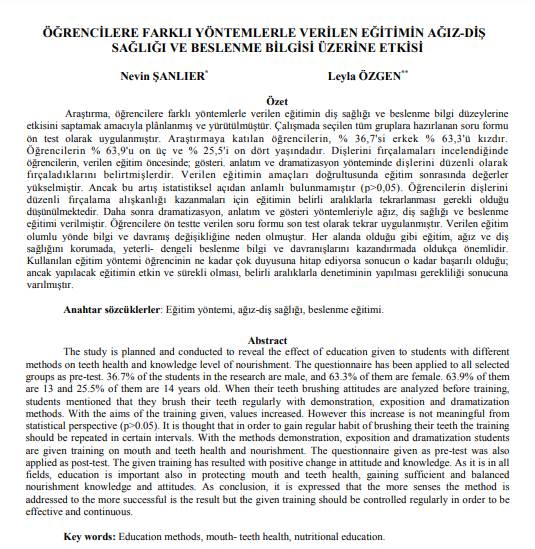 ÖĞRENCİLERE FARKLI YÖNTEMLERLE VERİLEN EĞİTİMİN AĞIZ-DİŞ
SAĞLIĞI VE BESLENME BİLGİSİ ÜZERİNE ETKİSİ
Nevin ŞANLIER* Leyla ÖZGEN**
Özet
Araştırma, öğrencilere farklı yöntemlerle verilen eğitimin diş sağlığı ve beslenme bilgi düzeylerine
etkisini saptamak amacıyla plânlanmış ve yürütülmüştür. Çalışmada seçilen tüm gruplara hazırlanan soru formu
ön test olarak uygulanmıştır. Araştırmaya katılan öğrencilerin, % 36,7'si erkek % 63,3'ü kızdır.
Öğrencilerin % 63,9'u on üç ve % 25,5'i on dört yaşındadır. Dişlerini fırçalamaları incelendiğinde
öğrencilerin, verilen eğitim öncesinde; gösteri. anlatım ve dramatizasyon yönteminde dişlerini düzenli olarak
fırçaladıklarını belirtmişlerdir. Verilen eğitimin amaçları doğrultusunda eğitim sonrasında değerler
yükselmiştir. Ancak bu artış istatistiksel açıdan anlamlı bulunmamıştır (p>0,05). Öğrencilerin dişlerini
düzenli fırçalama alışkanlığı kazanmaları için eğitimin belirli aralıklarla tekrarlanması gerekli olduğu
düşünülmektedir. Daha sonra dramatizasyon, anlatım ve gösteri yöntemleriyle ağız, diş sağlığı ve beslenme
eğitimi verilmiştir. Öğrencilere ön testte verilen soru formu son test olarak tekrar uygulanmıştır. Verilen eğitim
olumlu yönde bilgi ve davranış değişikliğine neden olmuştur. Her alanda olduğu gibi eğitim, ağız ve diş
sağlığını korumada, yeterli- dengeli beslenme bilgi ve davranışlarını kazandırmada oldukça önemlidir.
Kullanılan eğitim yöntemi öğrencinin ne kadar çok duyusuna hitap ediyorsa sonucun o kadar başarılı olduğu;
ancak yapılacak eğitimin etkin ve sürekli olması, belirli aralıklarla denetiminin yapılması gerekliliği sonucuna
varılmıştır.
Anahtar sözcükler: Eğitim yöntemi, ağız-diş sağlığı, beslenme eğitimi.
Abstract
The study is planned and conducted to reveal the effect of education given to students with different
methods on teeth health and knowledge level of nourishment. The questionnaire has been applied to all selected
groups as pre-test. 36.7% of the students in the research are male, and 63.3% of them are female. 63.9% of them
are 13 and 25.5% of them are 14 years old. When their teeth brushing attitudes are analyzed before training,
students mentioned that they brush their teeth regularly with demonstration, exposition and dramatization
methods. With the aims of the training given, values increased. However this increase is not meaningful from
statistical perspective (p>0.05). It is thought that in order to gain regular habit of brushing their teeth the training
should be repeated in certain intervals. With the methods demonstration, exposition and dramatization students
are given training on mouth and teeth health and nourishment. The questionnaire given as pre-test was also
applied as post-test. The given training has resulted with positive change in attitude and knowledge. As it is in all
fields, education is important also in protecting mouth and teeth health, gaining sufficient and balanced
nourishment knowledge and attitudes. As conclusion, it is expressed that the more senses the method is
addressed to the more successful is the result but the given training should be controlled regularly in order to be
effective and continuous.
Key words: Education methods, mouth- teeth health, nutritional education.